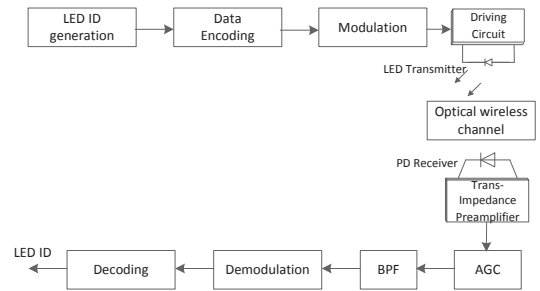 LED ID
generation
Data
Encoding
Modulation
Driving
Circuit
LED Transmitter
Optical wireless
channel
PD Receiver
Trans-
Impedance
Preamplifier
LED ID
Decoding
Demodulation
BPF
AGC